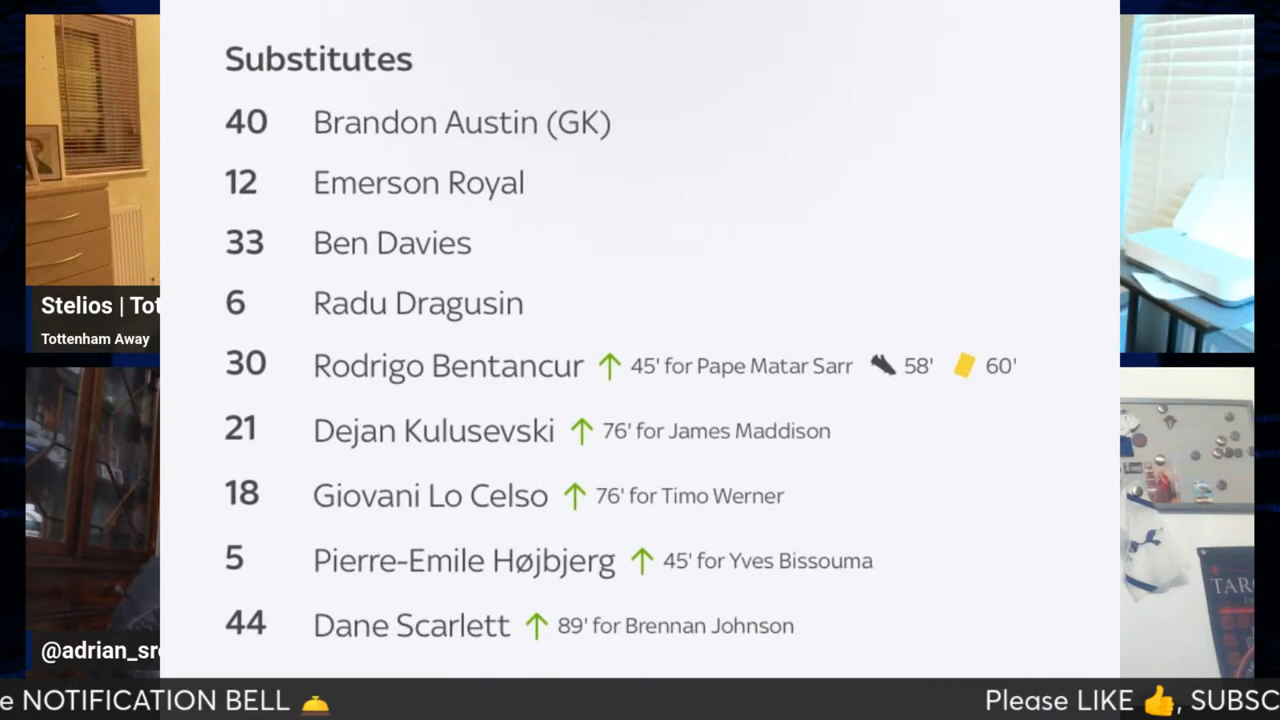 Substitutes
40 Brandon Austin (GK)
12 Emerson Royal
33 Ben Davies
6 Radu Dragusin
30 Rodrigo Bentancur ↑ 45' for Pape Matar Sarr 58' 60'
21 Dejan Kulusevski ↑ 76' for James Maddison
18 Giovani Lo Celso ↑ 76' for Timo Werner
5 Pierre-Emile Højbjerg ↑ 45' for Yves Bissouma
44 Dane Scarlett ↑ 89' for Brennan Johnson
Stelios | Tot
Tottenham Away
@adrian_sr
TAR
e NOTIFICATION BELL 🛎️ Please LIKE 👍, SUBSC